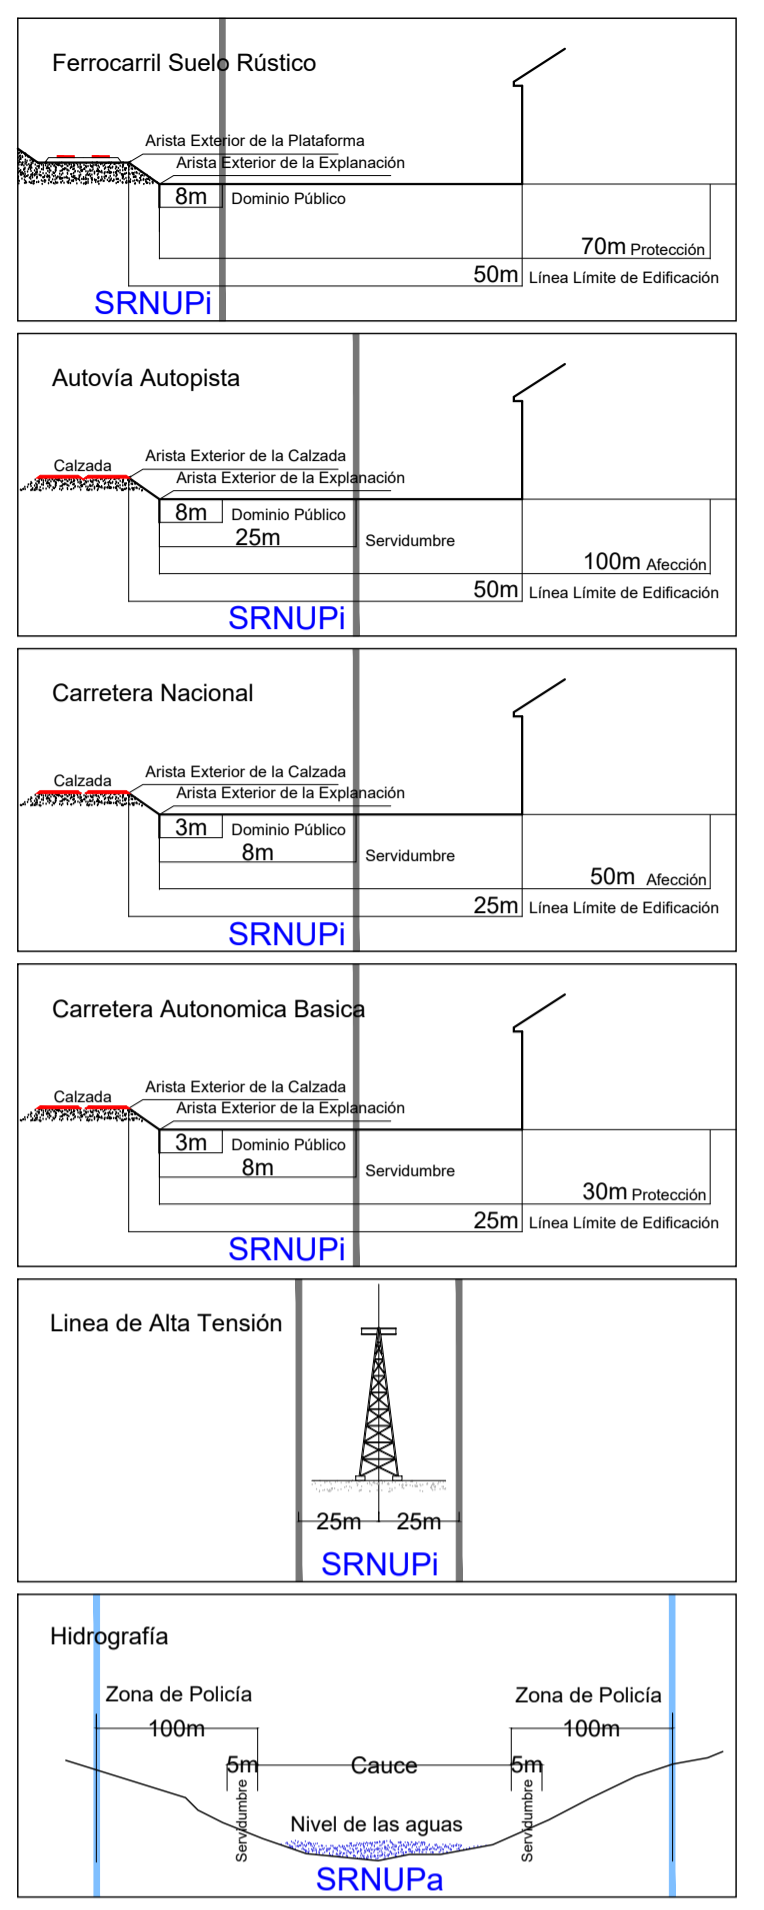 Ferrocarril Suelo Rústico
Arista Exterior de la Plataforma
Arista Exterior de la Explanación
8m Dominio Público
70m Protección
50m Línea Límite de Edificación
SRNUPi
Autovía Autopista
Calzada
Arista Exterior de la Calzada
Arista Exterior de la Explanación
8m Dominio Público
25m Servidumbre
100m Afección
50m Línea Límite de Edificación
SRNUPi
Carretera Nacional
Calzada
Arista Exterior de la Calzada
Arista Exterior de la Explanación
3m Dominio Público
8m Servidumbre
50m Afección
25m Línea Límite de Edificación
SRNUPi
Carretera Autonomica Basica
Calzada
Arista Exterior de la Calzada
Arista Exterior de la Explanación
3m Dominio Público
8m Servidumbre
30m Protección
25m Línea Límite de Edificación
SRNUPi
Linea de Alta Tensión
25m 25m
SRNUPi
Hidrografía
Zona de Policía Zona de Policía
100m 100m
5m Cauce 5m
Servidumbre Servidumbre
Nivel de las aguas
SRNUPa